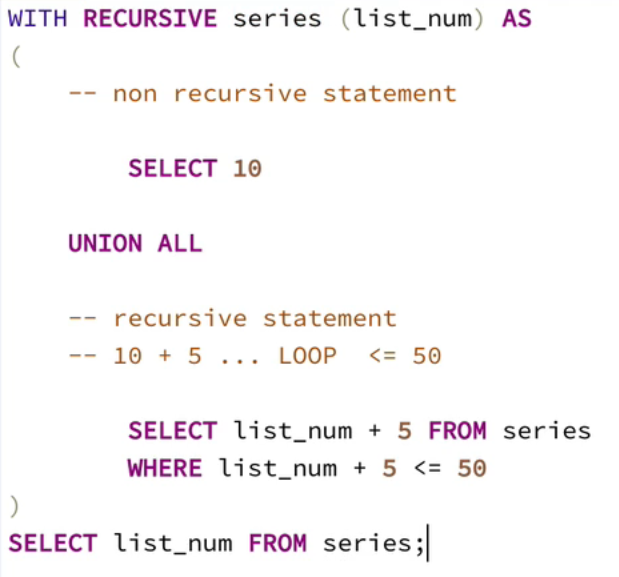 WITH RECURSIVE series (list_num) AS
(
-- non recursive statement
SELECT 10
UNION ALL
-- recursive statement
-- 10 + 5 ... LOOP  <= 50
SELECT list_num + 5 FROM series
WHERE list_num + 5 <= 50
)
SELECT list_num FROM series;